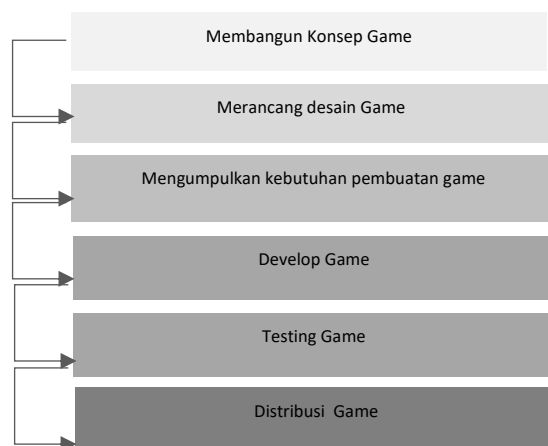 Membangun Konsep Game
Merancang desain Game
Mengumpulkan kebutuhan pembuatan game
Develop Game
Testing Game
Distribusi  Game